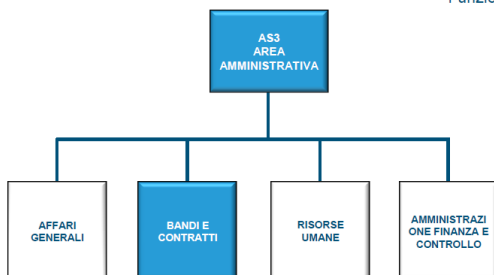 AS3
AREA
AMMINISTRATIVA
AFFARI
GENERALI
BANDI E
CONTRATTI
RISORSE
UMANE
AMMINISTRAZI
ONE FINANZA E
CONTROLLO